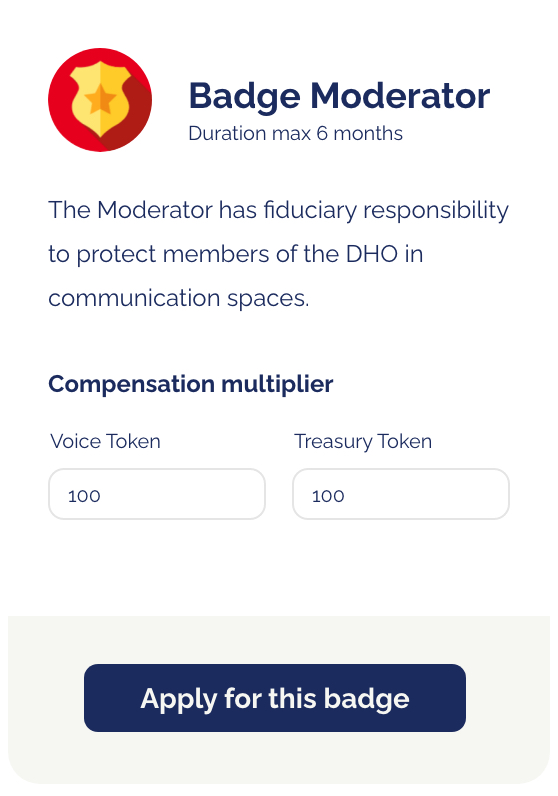 Badge Moderator
Duration max 6 months
The Moderator has fiduciary responsibility
to protect members of the DHO in
communication spaces.
Compensation multiplier
Voice Token
Treasury Token
100
100
Apply for this badge